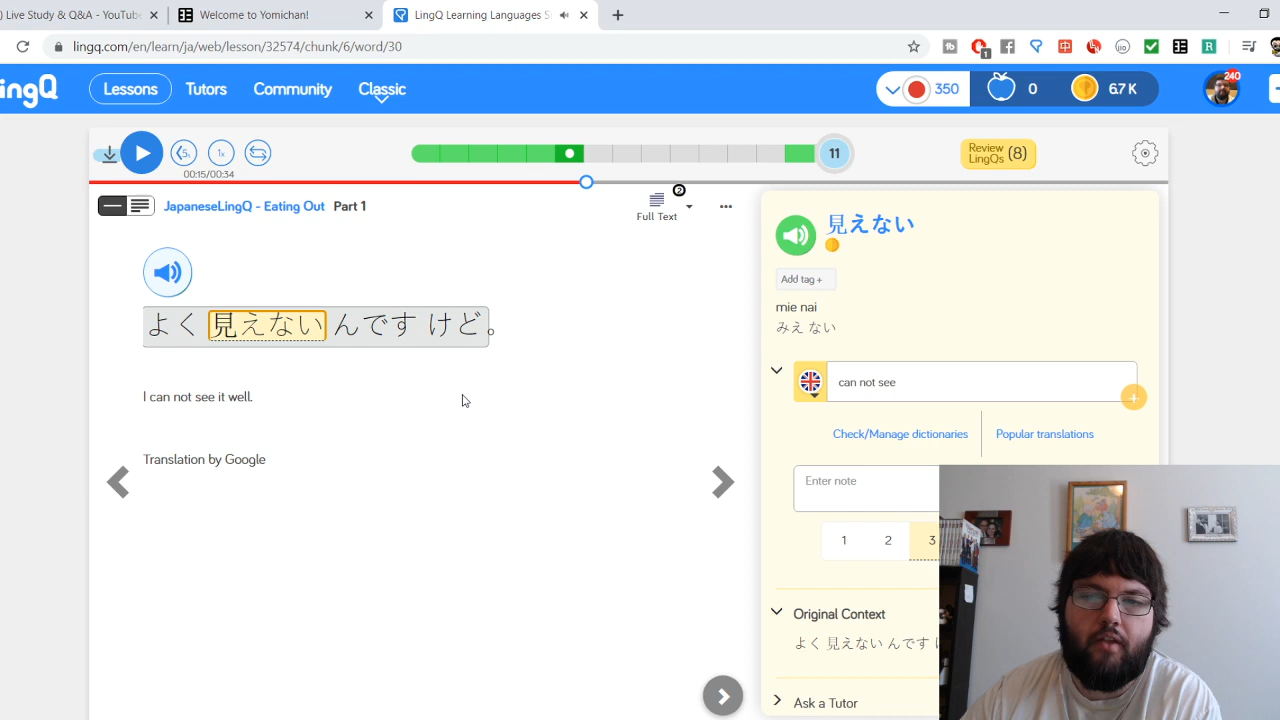 ) Live Study & Q&A - YouTube
Welcome to Yomichan!
LingQ Learning Languages S
lingq.com/en/learn/ja/web/lesson/32574/chunk/6/word/30
ingQ
Lessons
Tutors
Community
Classic
350
0
6.7 K
240
5s
1x
00:15/00:34
11
Review
LingQs (8)
JapaneseLingQ - Eating Out Part 1
2
Full Text
よく 見えない んです けど。
I can not see it well.
Translation by Google
見えない
Add tag +
mie nai
みえ ない
can not see
Check/Manage dictionaries
Popular translations
Enter note
1 2 3
Original Context
よく 見えない んです
Ask a Tutor